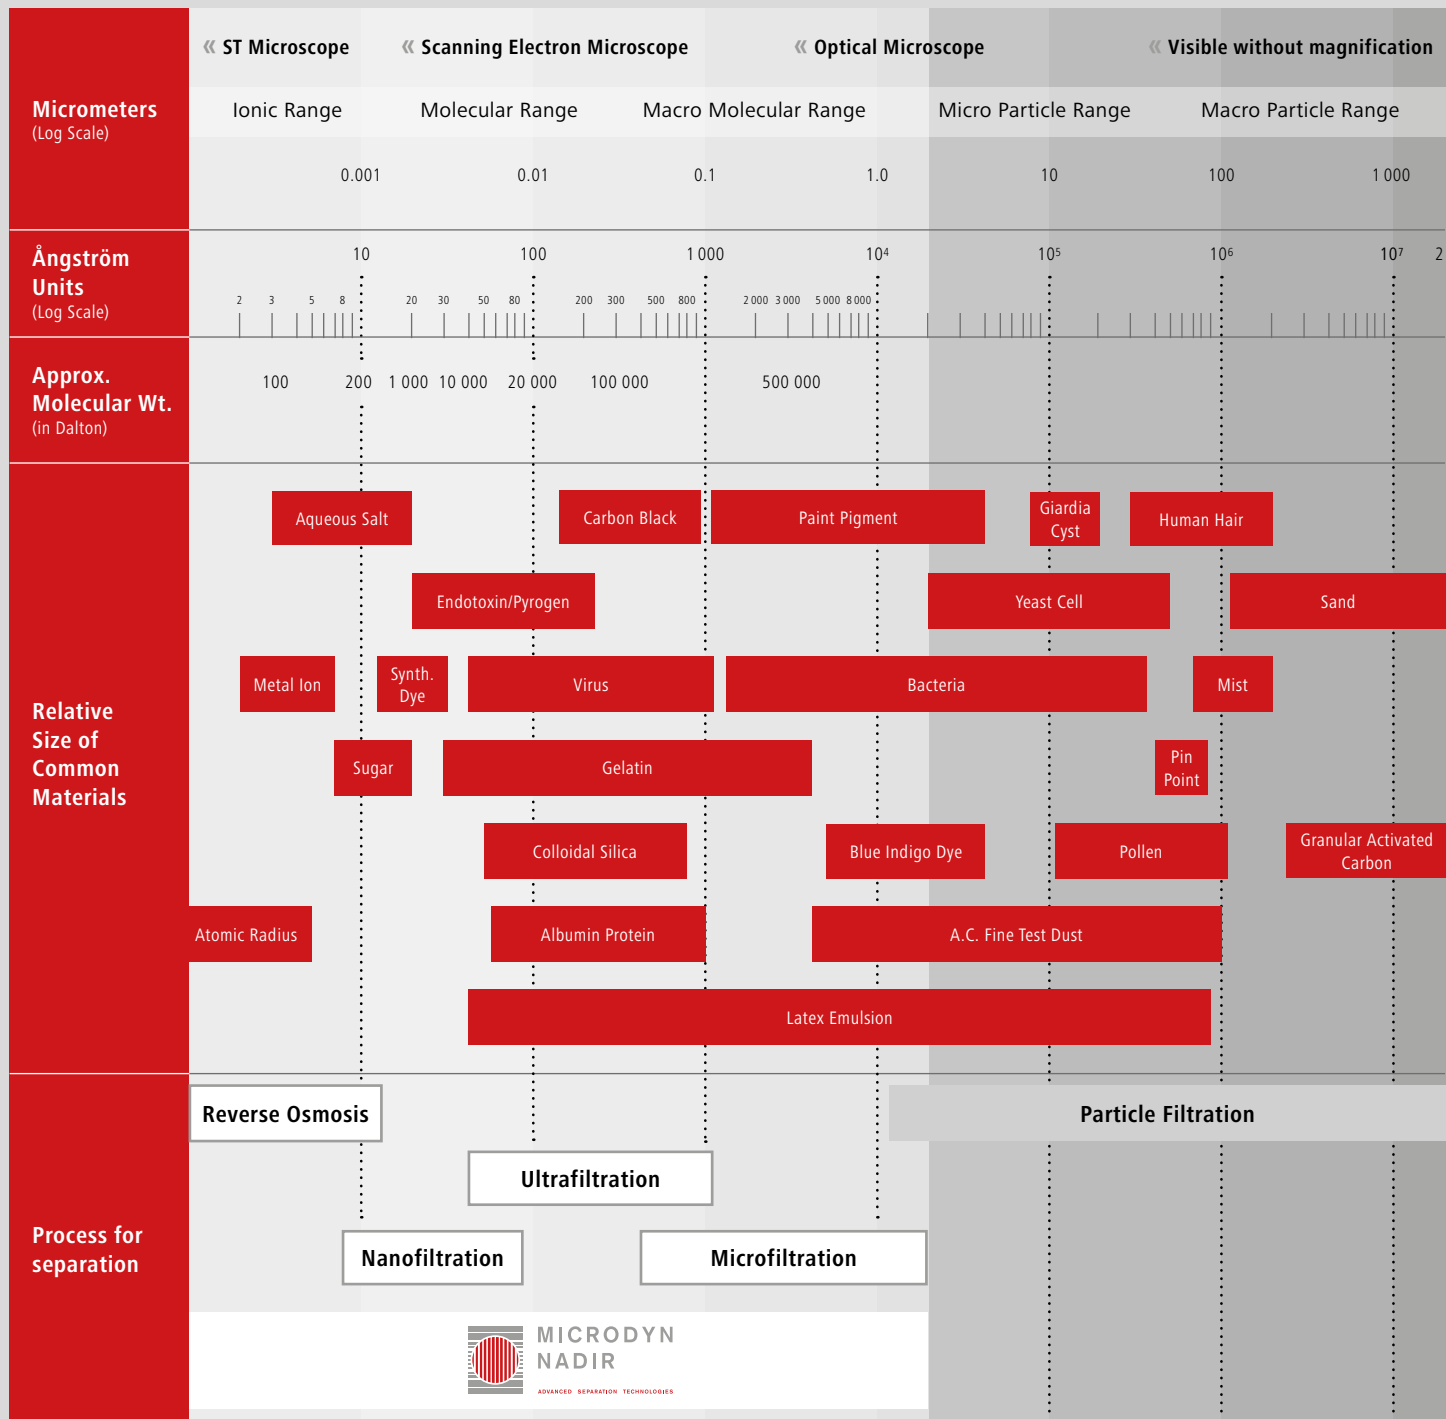 « ST Microscope « Scanning Electron Microscope « Optical Microscope « Visible without magnification
Micrometers
(Log Scale)
Ionic Range Molecular Range Macro Molecular Range Micro Particle Range Macro Particle Range
0.001 0.01 0.1 1.0 10 100 1 000
Ångström
Units
(Log Scale)
10 100 1 000 10⁴ 10⁵ 10⁶ 10⁷ 2
2 3 5 8 20 30 50 80 200 300 500 800 2 000 3 000 5 000 8 000
Approx.
Molecular Wt.
(in Dalton)
100 200 1 000 10 000 20 000 100 000 500 000
Relative
Size of
Common
Materials
Aqueous Salt
Carbon Black
Paint Pigment
Giardia
Cyst
Human Hair
Endotoxin/Pyrogen
Yeast Cell
Sand
Metal Ion
Synth.
Dye
Virus
Bacteria
Mist
Sugar
Gelatin
Pin
Point
Colloidal Silica
Blue Indigo Dye
Pollen
Granular Activated
Carbon
Atomic Radius
Albumin Protein
A.C. Fine Test Dust
Latex Emulsion
Process for
separation
Reverse Osmosis
Particle Filtration
Ultrafiltration
Nanofiltration
Microfiltration
MICRODYN
NADIR
ADVANCED SEPARATION TECHNOLOGIES